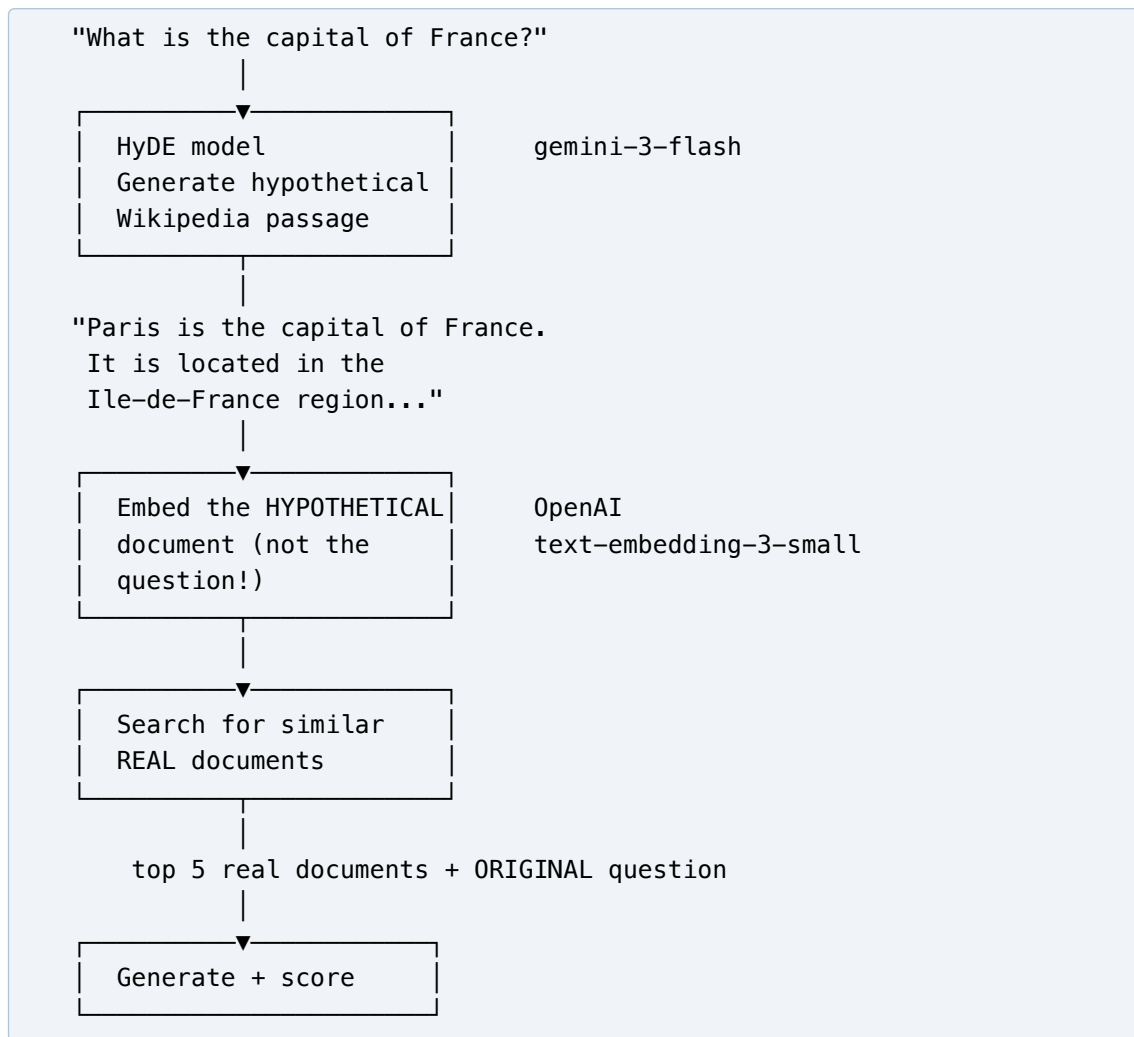 "What is the capital of France?"
HyDE model gemini-3-flash
Generate hypothetical
Wikipedia passage
"Paris is the capital of France.
It is located in the
Ile-de-France region..."
Embed the HYPOTHETICAL OpenAI
document (not the text-embedding-3-small
question!)
Search for similar
REAL documents
top 5 real documents + ORIGINAL question
Generate + score